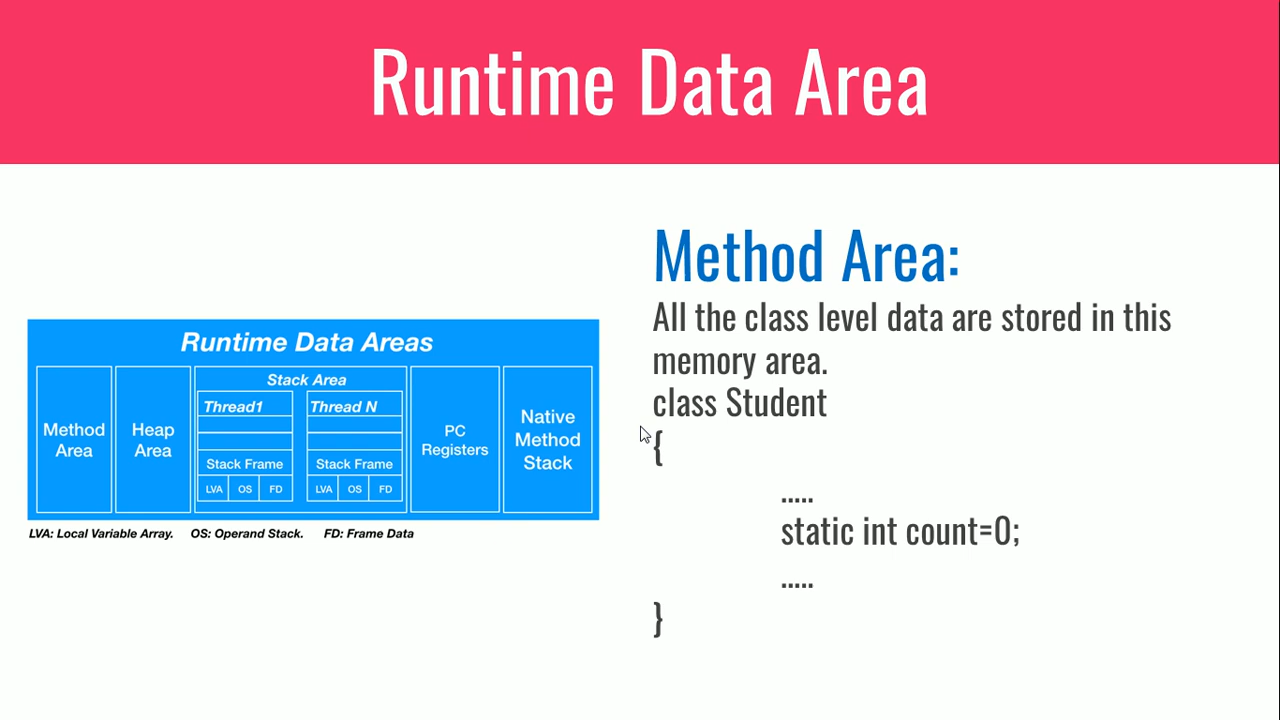 Runtime Data Area
Runtime Data Areas
Method
Area
Heap
Area
Stack Area
Thread1
Stack Frame
LVA
OS
FD
Thread N
Stack Frame
LVA
OS
FD
PC
Registers
Native
Method
Stack
LVA: Local Variable Array. OS: Operand Stack. FD: Frame Data
Method Area:
All the class level data are stored in this
memory area.
class Student
{
.....
static int count=0;
.....
}